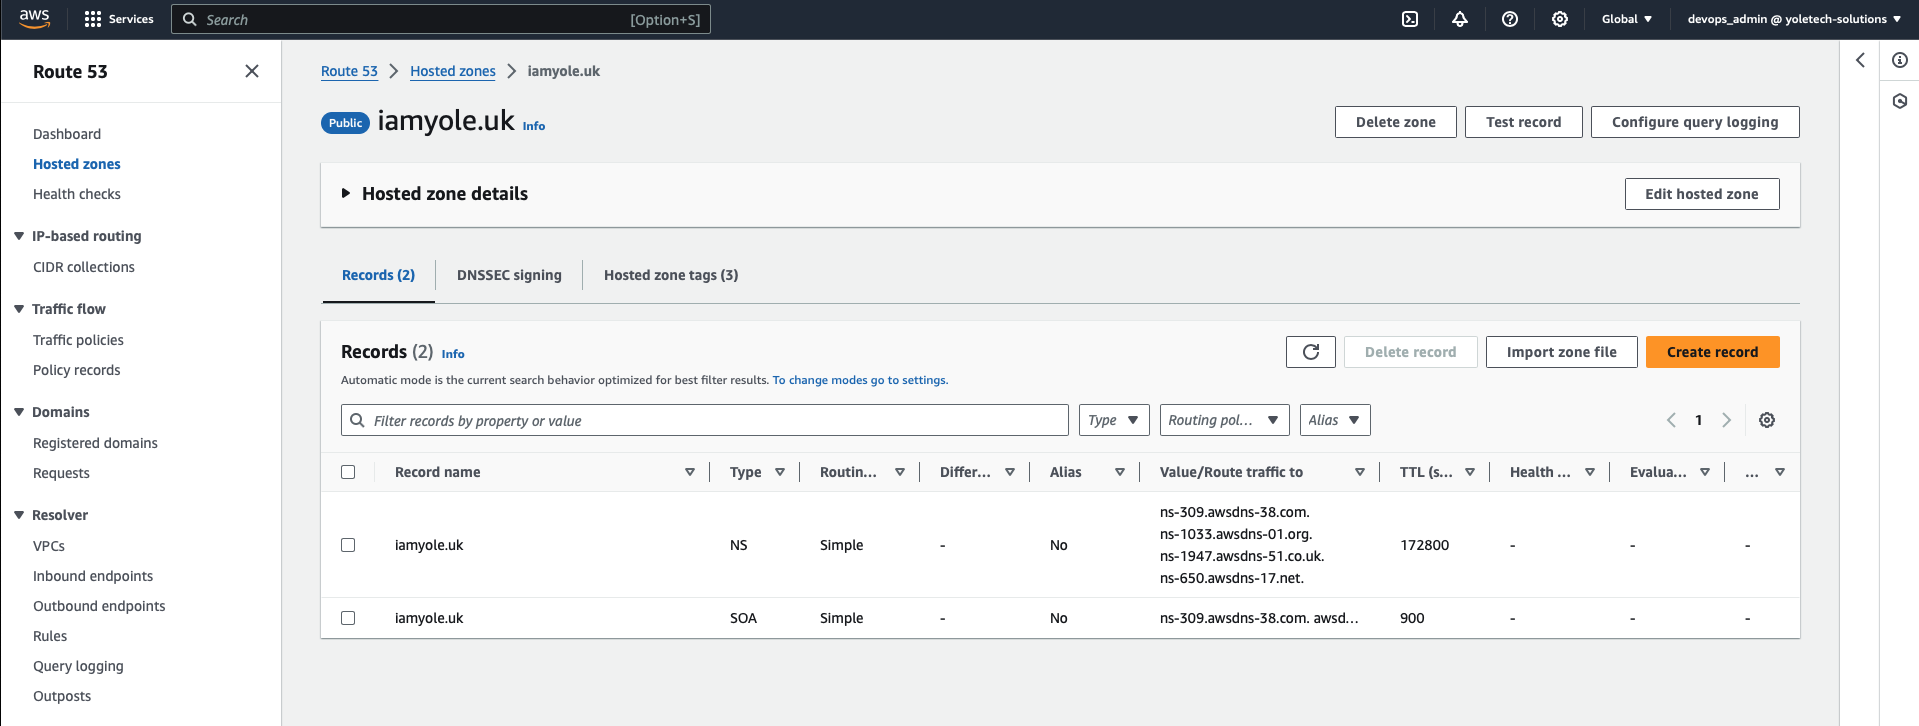 aws
Services
Search
[Option+S]
Global
devops_admin @ yoletech-solutions
Route 53
Dashboard
Hosted zones
Health checks
IP-based routing
CIDR collections
Traffic flow
Traffic policies
Policy records
Domains
Registered domains
Requests
Resolver
VPCs
Inbound endpoints
Outbound endpoints
Rules
Query logging
Outposts
Route 53 Hosted zones iamyole.uk
Public iamyole.uk Info
Delete zone Test record Configure query logging
Hosted zone details Edit hosted zone
Records (2) DNSSEC signing Hosted zone tags (3)
Records (2) Info
Delete record Import zone file Create record
Automatic mode is the current search behavior optimized for best filter results. To change modes go to settings.
Filter records by property or value Type Routing pol... Alias 1
Record name Type Routin... Differ... Alias Value/Route traffic to TTL (s... Health ... Evalua... ...
ns-309.awsdns-38.com.
ns-1033.awsdns-01.org.
iamyole.uk NS Simple - No 172800 - - -
ns-1947.awsdns-51.co.uk.
ns-650.awsdns-17.net.
iamyole.uk SOA Simple - No ns-309.awsdns-38.com. awsd... 900 - - -